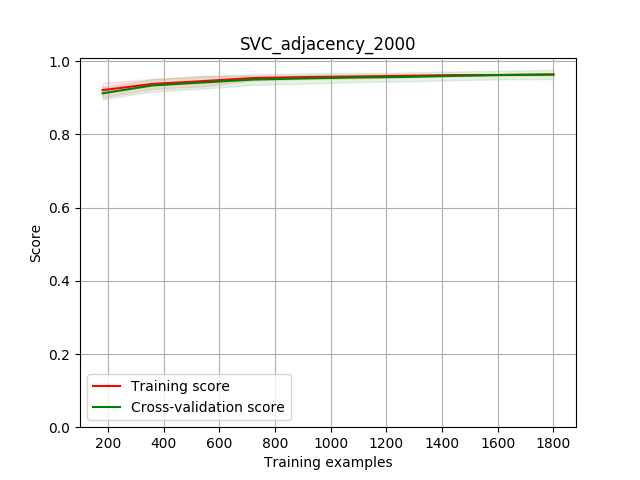 SVC_adjacency_2000
1.0
0.8
0.6
0.4
0.2
0.0
Score
Training score
Cross-validation score
200 400 600 800 1000 1200 1400 1600 1800
Training examples